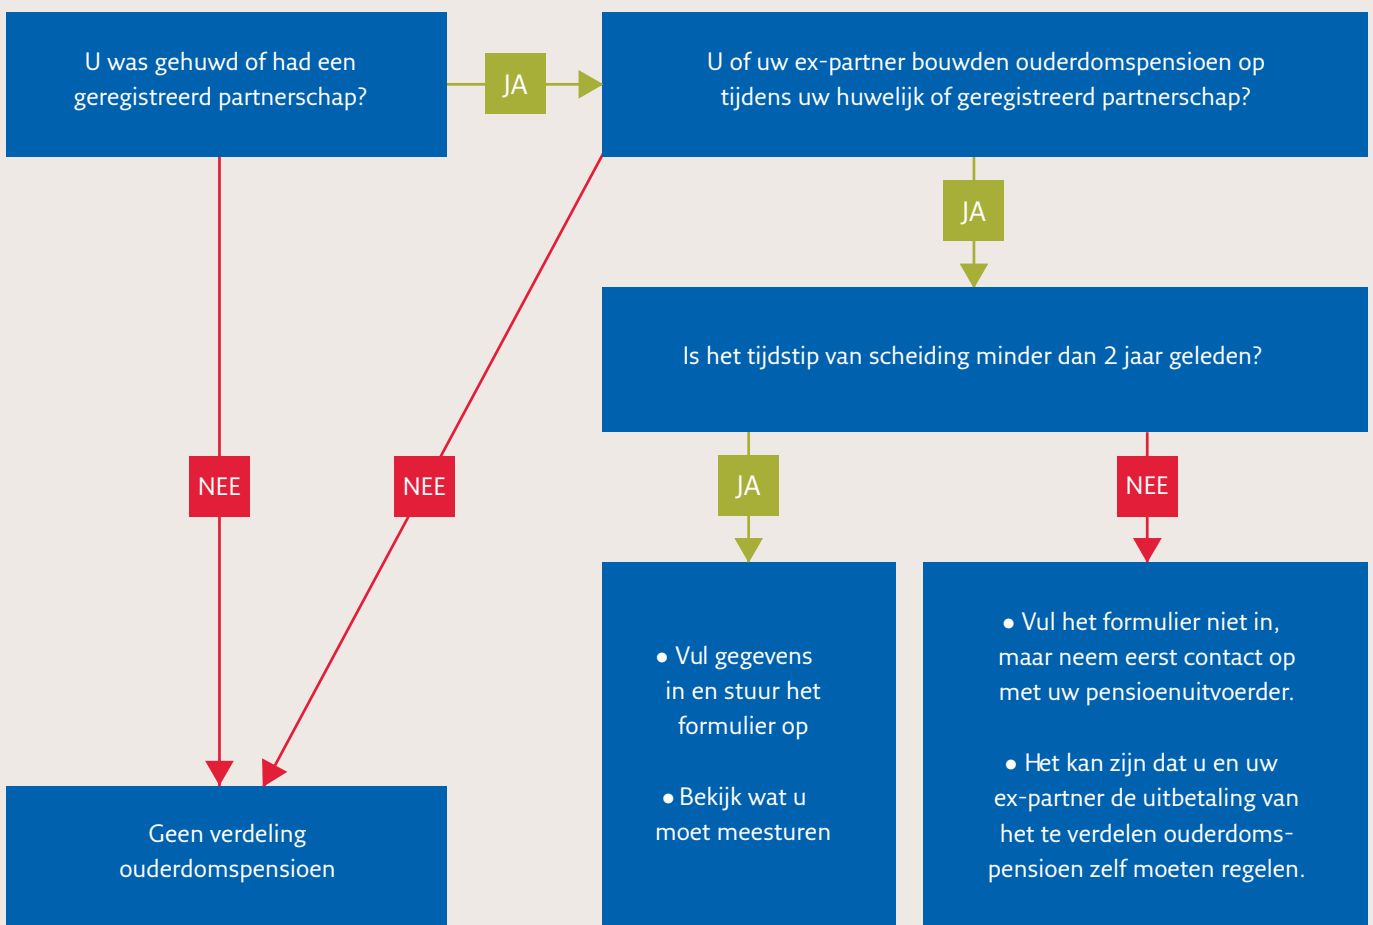 U was gehuwd of had een
geregistreerd partnerschap?
JA
U of uw ex-partner bouwden ouderdomspensioen op
tijdens uw huwelijk of geregistreerd partnerschap?
JA
Is het tijdstip van scheiding minder dan 2 jaar geleden?
NEE
NEE
JA
NEE
• Vul gegevens
in en stuur het
formulier op
• Bekijk wat u
moet meesturen
• Vul het formulier niet in,
maar neem eerst contact op
met uw pensioenuitvoerder.
• Het kan zijn dat u en uw
ex-partner de uitbetaling van
het te verdelen ouderdoms-
pensioen zelf moeten regelen.
Geen verdeling
ouderdomspensioen